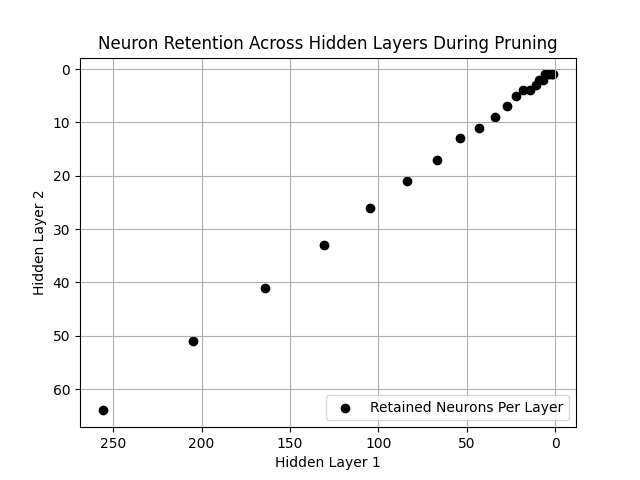 Neuron Retention Across Hidden Layers During Pruning
0
10
20
30
40
50
60
Hidden Layer 2
Retained Neurons Per Layer
250 200 150 100 50 0
Hidden Layer 1